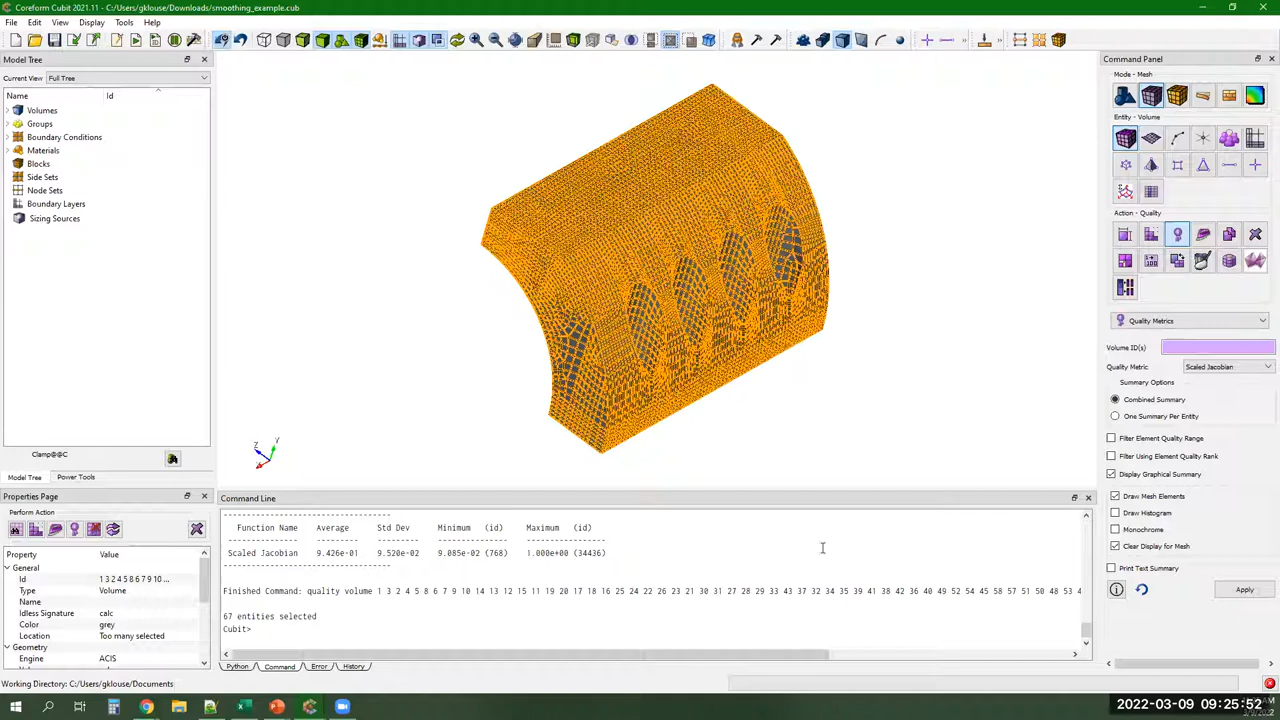 Coreform Cubit 2021.11 - C:/Users/gklouse/Downloads/smoothing_example.cub
File Edit View Display Tools Help
Model Tree
Command Panel
Current View: Full Tree
Mode - Mesh
Name Id
Volumes
Groups
Boundary Conditions
Materials
Blocks
Side Sets
Node Sets
Boundary Layers
Sizing Sources
Entity - Volume
Action - Quality
Quality Metrics
Volume ID(s)
Quality Metric: Scaled Jacobian
Summary Options
Combined Summary
One Summary Per Entity
Filter Element Quality Range
Filter Using Element Quality Rank
Display Graphical Summary
Draw Mesh Elements
Draw Histogram
Monochrome
Clear Display for Mesh
Print Text Summary
Apply
Z Y
Clamp@@C
Model Tree Power Tools
Properties Page
Perform Action
Property Value
General
Id 1 3 2 4 5 8 6 7 9 10 ...
Type Volume
Name
Idless Signature calc
Color grey
Location Too many selected
Geometry
Engine ACIS
Command Line
Function Name Average Std Dev Minimum (id) Maximum (id)
Scaled Jacobian 9.426e-01 9.520e-02 9.085e-02 (768) 1.000e+00 (34436)
Finished Command: quality volume 1 3 2 4 5 8 6 7 9 10 14 13 12 15 11 19 20 17 18 16 25 24 22 26 21 23 30 27 28 29 33 43 37 32 34 35 39 41 38 42 36 40 49 52 54 45 58 57 51 50 48 53 4
67 entities selected
Cubit>
Python Command Error History
Working Directory: C:/Users/gklouse/Documents
2022-03-09 09:25:52